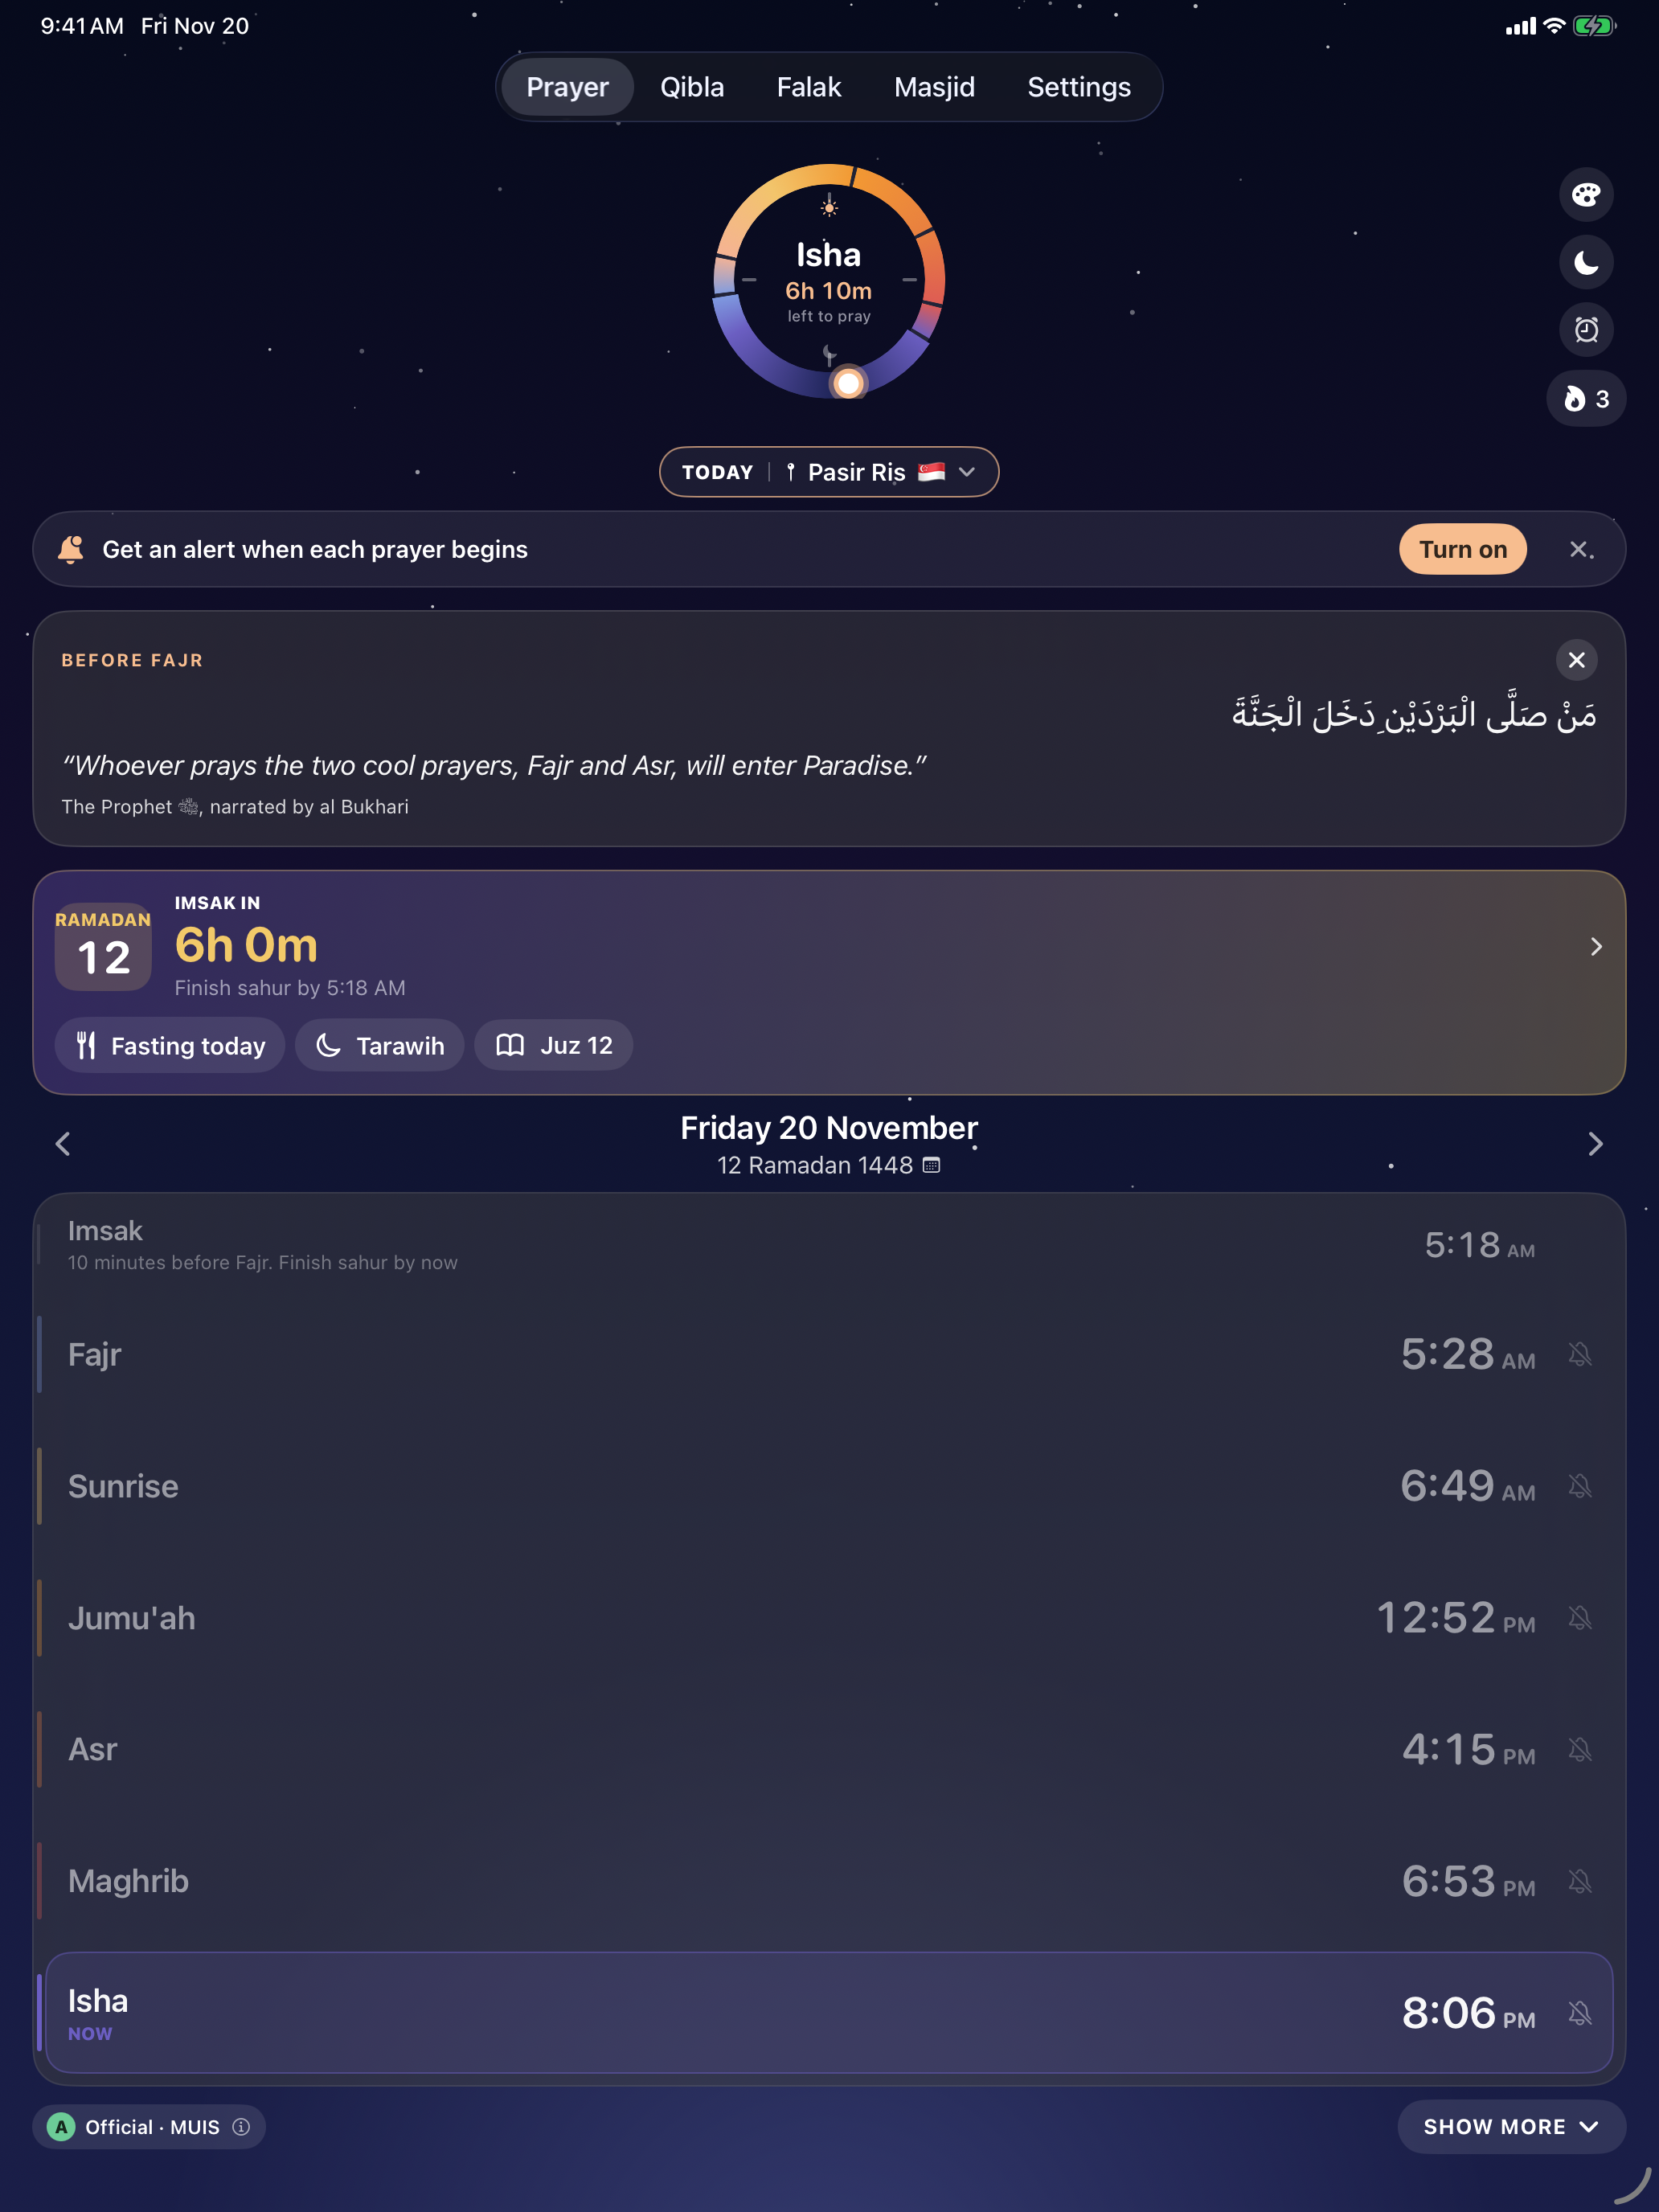 9:41 AM Fri Nov 20
Prayer Qibla Falak Masjid Settings
Isha
6h 10m
left to pray
3
TODAY Pasir Ris
Get an alert when each prayer begins Turn on
BEFORE FAJR
مَنْ صَلَّى الْبَرْدَيْنِ دَخَلَ الْجَنَّةَ
“Whoever prays the two cool prayers, Fajr and Asr, will enter Paradise.”
The Prophet ﷺ, narrated by al Bukhari
RAMADAN
12
IMSAK IN
6h 0m
Finish sahur by 5:18 AM
Fasting today Tarawih Juz 12
Friday 20 November
12 Ramadan 1448
Imsak 5:18 AM
10 minutes before Fajr. Finish sahur by now
Fajr 5:28 AM
Sunrise 6:49 AM
Jumu'ah 12:52 PM
Asr 4:15 PM
Maghrib 6:53 PM
Isha 8:06 PM
NOW
A Official · MUIS
SHOW MORE